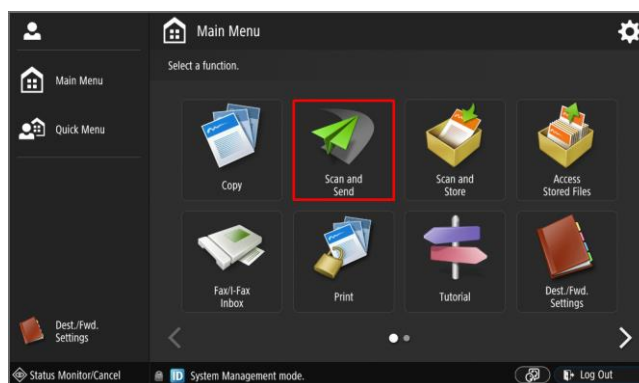 Main Menu
Select a function.
Main Menu
Quick Menu
Copy
Scan and
Send
Scan and
Store
Access
Stored Files
Fax/I-Fax
Inbox
Print
Tutorial
Dest./Fwd.
Settings
Dest./Fwd.
Settings
Status Monitor/Cancel
ID System Management mode.
Log Out